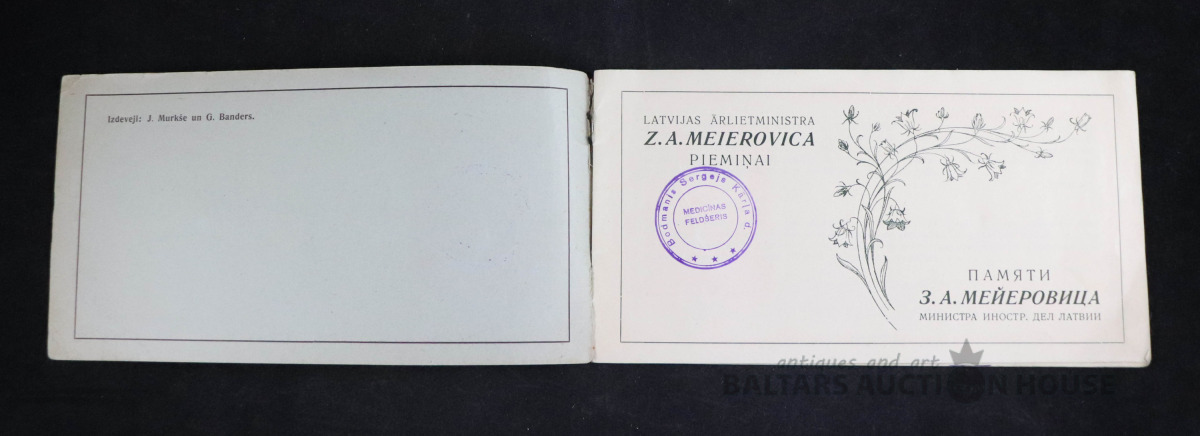 Izdevēji: J. Murkše un G. Banders.
LATVIJAS ĀRLIETMINISTRA
Z. A. MEIEROVICA
PIEMIŅAI
Bodmanis Sergejs Kārļa d.
MEDICĪNAS
FELDŠERIS
ПАМЯТИ
З. А. МЕЙЕРОВИЦА
МИНИСТРА ИНОСТР. ДЕЛ ЛАТВИИ
antiques and art
BALTARS AUCTION HOUSE